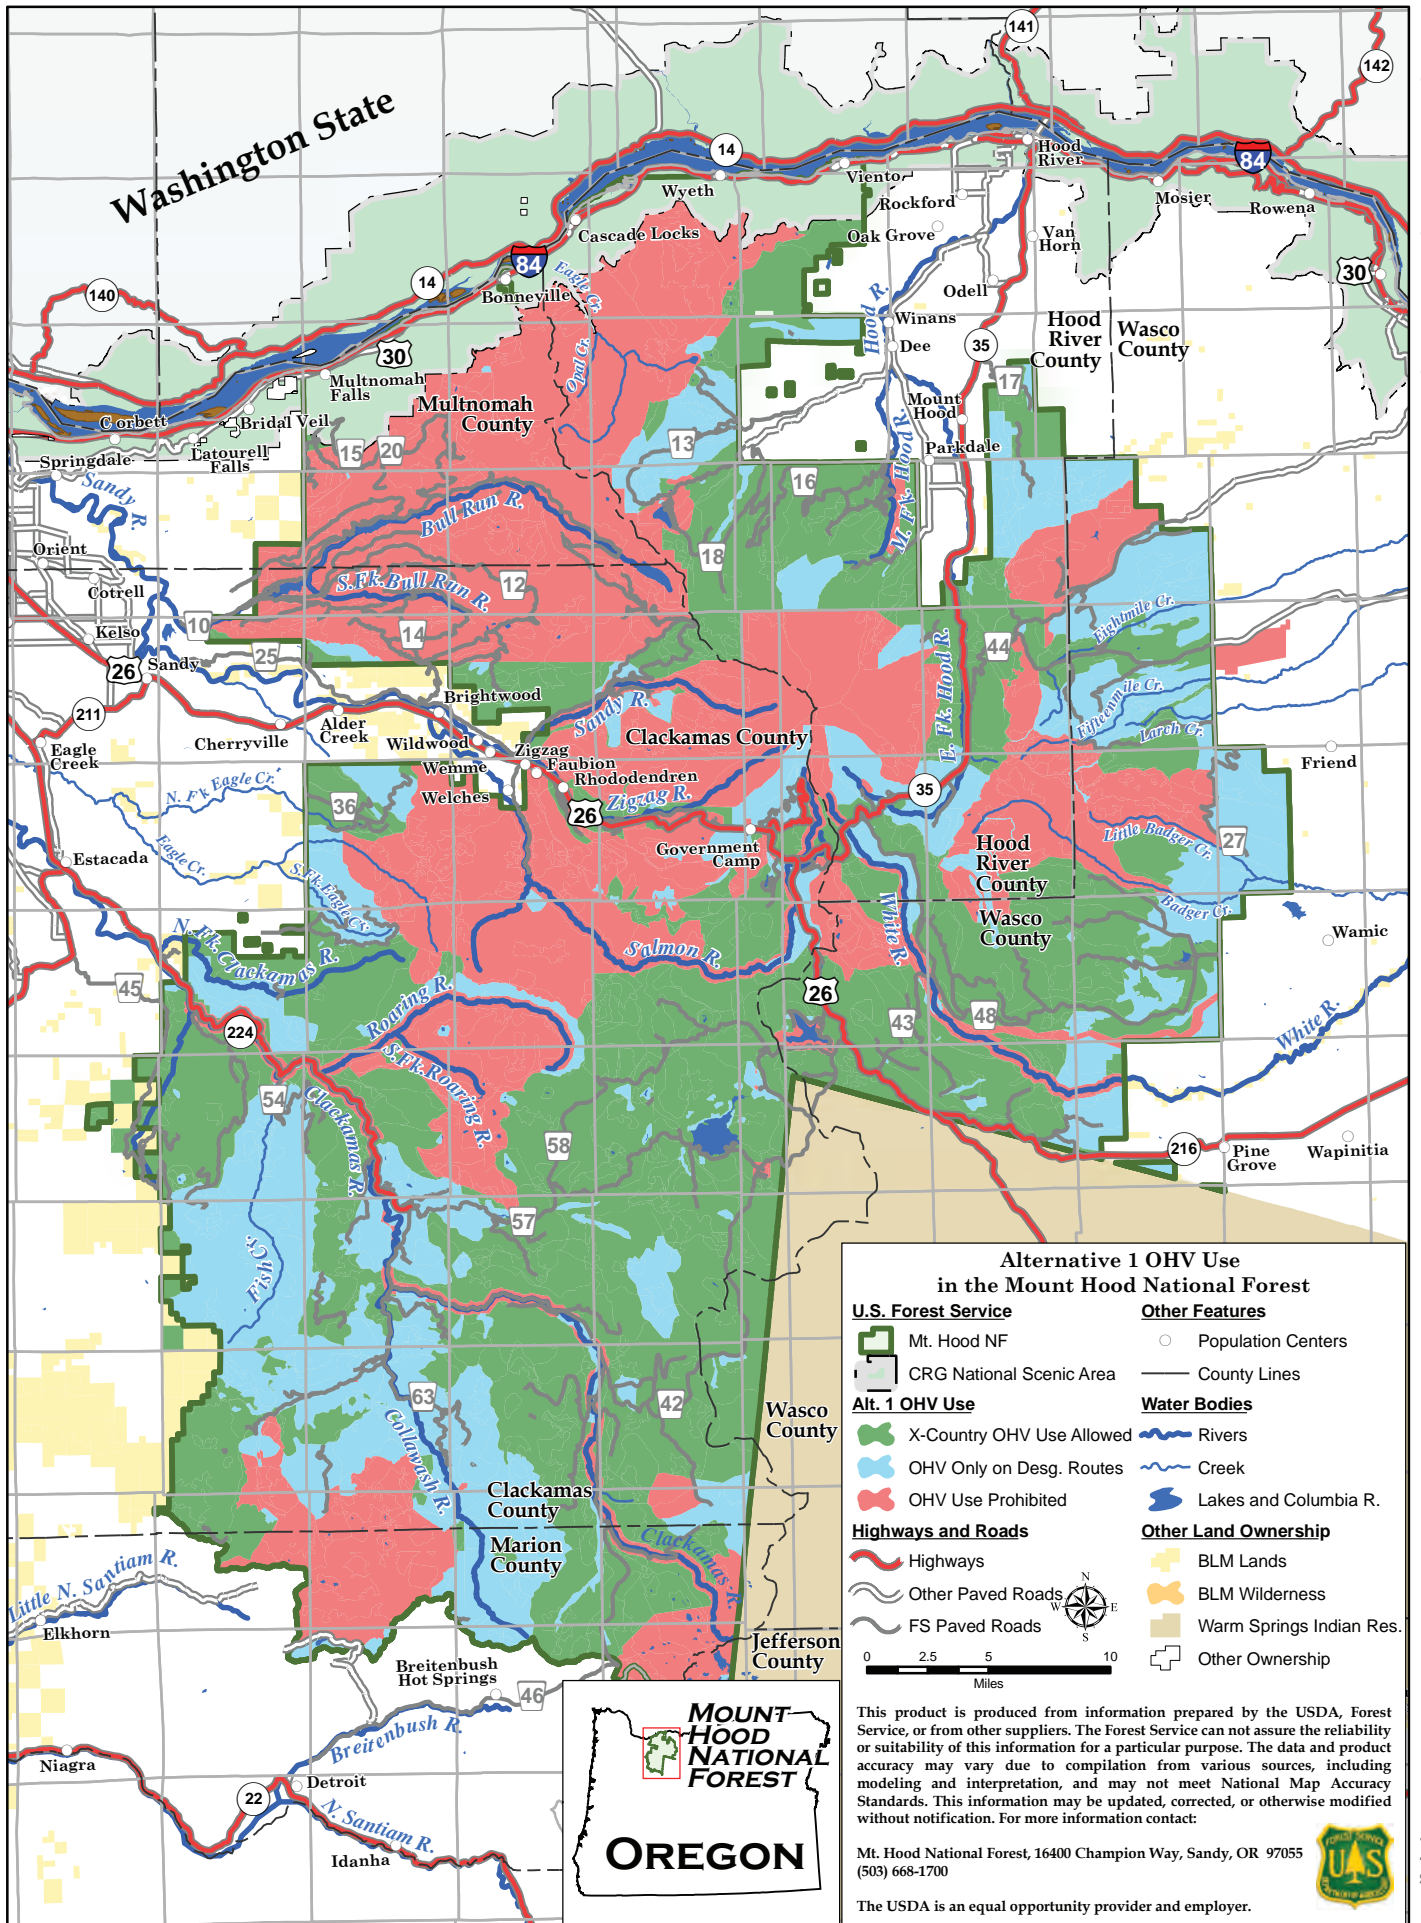 Washington State
141
142
14
Hood
River
84
Wyeth
Viento
Rockford
Mosier
Rowena
Cascade Locks
Oak Grove
Van
Horn
30
84
14
140
Eagle Cr.
Bonneville
Odell
Hood R.
Winans
Hood
River
County
Wasco
County
Dee
35
30
Opal Cr.
Multnomah
Falls
17
Mount
Hood
Multnomah
County
Corbett
Bridal Veil
Latourell
Falls
15
20
13
Parkdale
Springdale
Sandy R.
16
M. Fk. Hood R.
Bull Run R.
Orient
18
S.Fk.Bull Run R.
12
Cotrell
Eightmile Cr.
10
Kelso
14
44
25
26
Sandy
E. Fk. Hood R.
Fifteenmile Cr.
Brightwood
Sandy R.
211
Alder
Creek
Larch Cr.
Cherryville
Wildwood
Zigzag
Clackamas County
Eagle
Creek
Wemme
Faubion
Friend
N. Fk Eagle Cr.
Welches
Rhododendren
Zigzag R.
35
36
26
Little Badger Cr.
27
Government
Camp
Hood
River
County
Estacada
Eagle Cr.
S.Fk.Eagle Cr.
Badger Cr.
White R.
Wasco
County
N. Fk. Clackamas R.
Wamic
Salmon R.
45
26
Roaring R.
43
48
224
White R.
S.Fk.Roaring R.
54
Clackamas R.
58
216
Pine
Grove
Wapinitia
57
Fish Cr.
63
42
Wasco
County
Collawash R.
Clackamas
County
Marion
County
Clackamas R.
Little N. Santiam R.
Elkhorn
Jefferson
County
Breitenbush
Hot Springs
46
Breitenbush R.
Niagra
Detroit
22
N. Santiam R.
Idanha
MOUNT
HOOD
NATIONAL
FOREST
OREGON
Alternative 1 OHV Use
in the Mount Hood National Forest
U.S. Forest Service
Mt. Hood NF
CRG National Scenic Area
Alt. 1 OHV Use
X-Country OHV Use Allowed
OHV Only on Desg. Routes
OHV Use Prohibited
Highways and Roads
Highways
Other Paved Roads
FS Paved Roads
Other Features
Population Centers
County Lines
Water Bodies
Rivers
Creek
Lakes and Columbia R.
Other Land Ownership
BLM Lands
BLM Wilderness
Warm Springs Indian Res.
Other Ownership
N
W E
S
0 2.5 5 10
Miles
This product is produced from information prepared by the USDA, Forest
Service, or from other suppliers. The Forest Service can not assure the reliability
or suitability of this information for a particular purpose. The data and product
accuracy may vary due to compilation from various sources, including
modeling and interpretation, and may not meet National Map Accuracy
Standards. This information may be updated, corrected, or otherwise modified
without notification. For more information contact:
Mt. Hood National Forest, 16400 Champion Way, Sandy, OR 97055
(503) 668-1700
The USDA is an equal opportunity provider and employer.
FOREST SERVICE
U S
DEPARTMENT OF AGRICULTURE